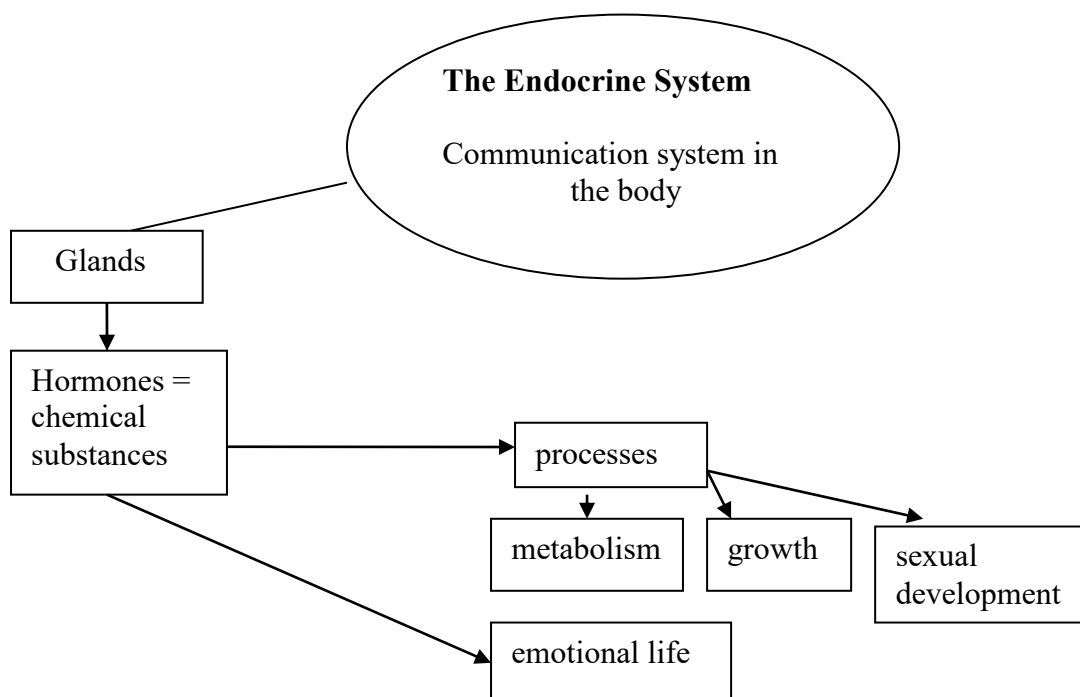 The Endocrine System
Communication system in
the body
Glands
Hormones =
chemical
substances
processes
metabolism
growth
sexual
development
emotional life